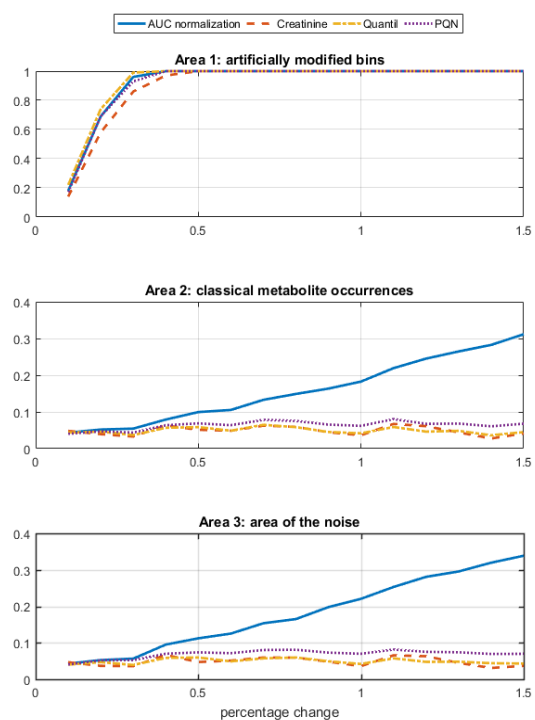 AUC normalization Creatinine Quantil PQN
Area 1: artificially modified bins
1
0.8
0.6
0.4
0.2
0
0 0.5 1 1.5
Area 2: classical metabolite occurrences
0.4
0.3
0.2
0.1
0
0 0.5 1 1.5
Area 3: area of the noise
0.4
0.3
0.2
0.1
0
0 0.5 1 1.5
percentage change